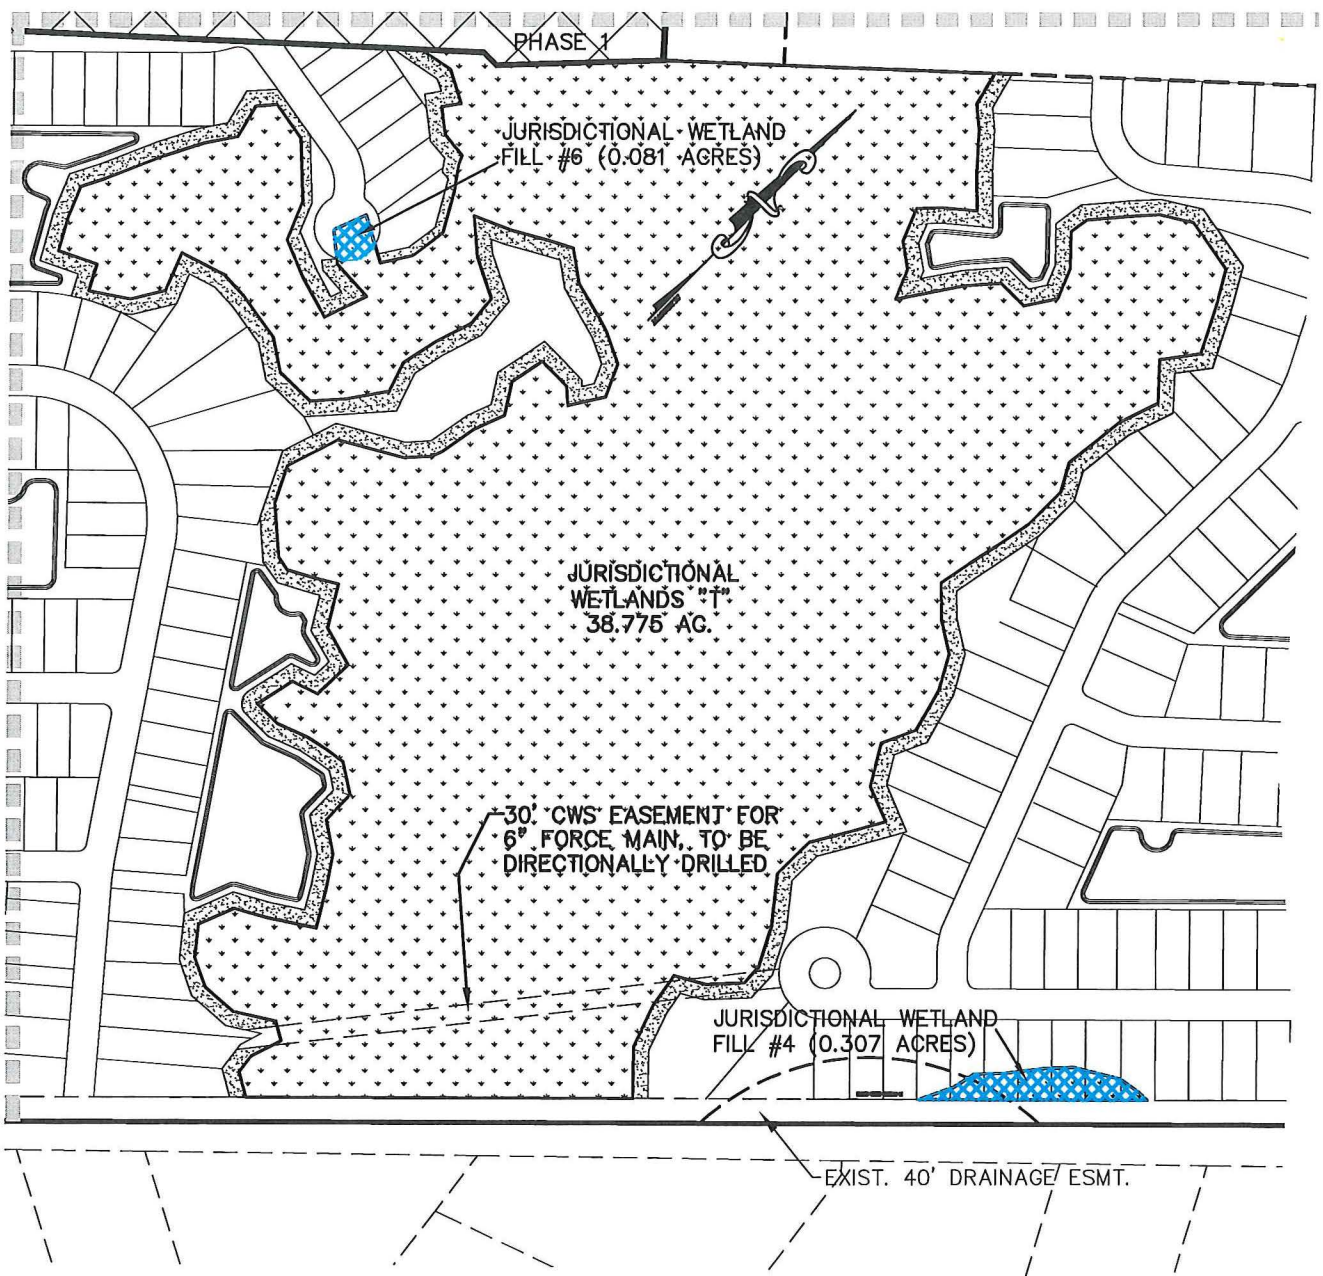 PHASE 1
JURISDICTIONAL WETLAND
FILL #6 (0.081 ACRES)
JURISDICTIONAL
WETLANDS "T"
38.775 AC.
30' CWS EASEMENT FOR
6" FORCE MAIN, TO BE
DIRECTIONALLY DRILLED
JURISDICTIONAL WETLAND
FILL #4 (0.307 ACRES)
EXIST. 40' DRAINAGE ESMT.